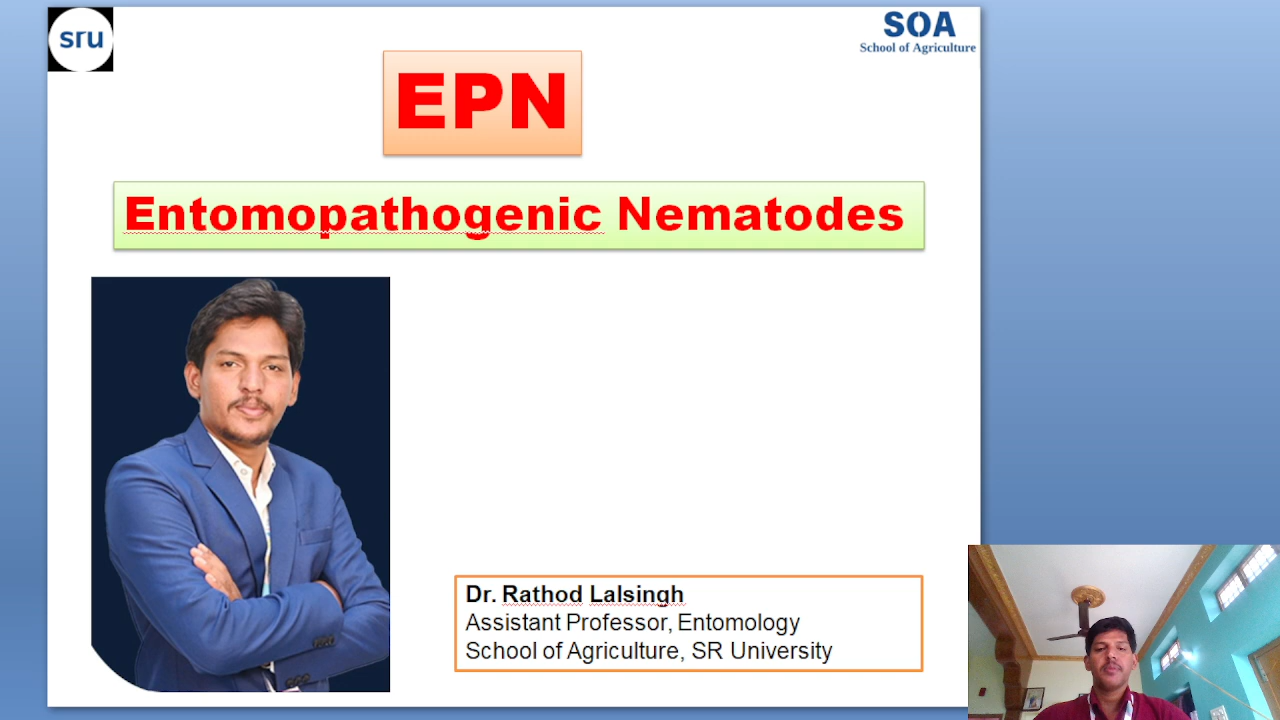 sru
SOA
School of Agriculture
EPN
Entomopathogenic Nematodes
Dr. Rathod Lalsingh
Assistant Professor, Entomology
School of Agriculture, SR University